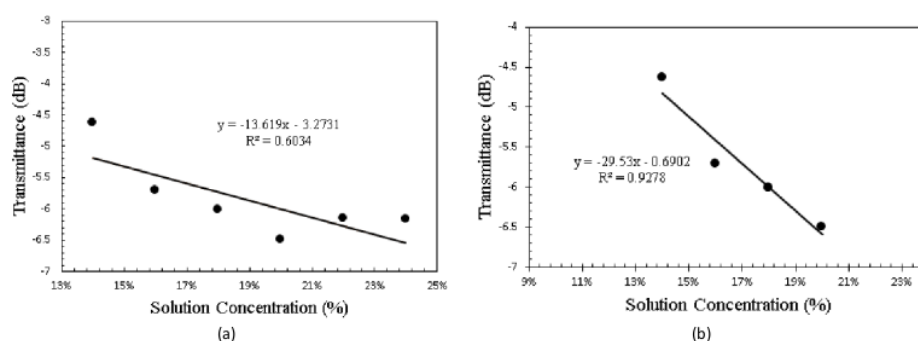 -3
-3.5
-4
-4.5
-5
-5.5
-6
-6.5
-7
Transmittance (dB)
y = -13.619x - 3.2731
R² = 0.6034
13% 15% 17% 19% 21% 23% 25%
Solution Concentration (%)
(a)
-4
-4.5
-5
-5.5
-6
-6.5
-7
Transmittance (dB)
y = -29.53x - 0.6902
R² = 0.9278
9% 11% 13% 15% 17% 19% 21% 23%
Solution Concentration (%)
(b)